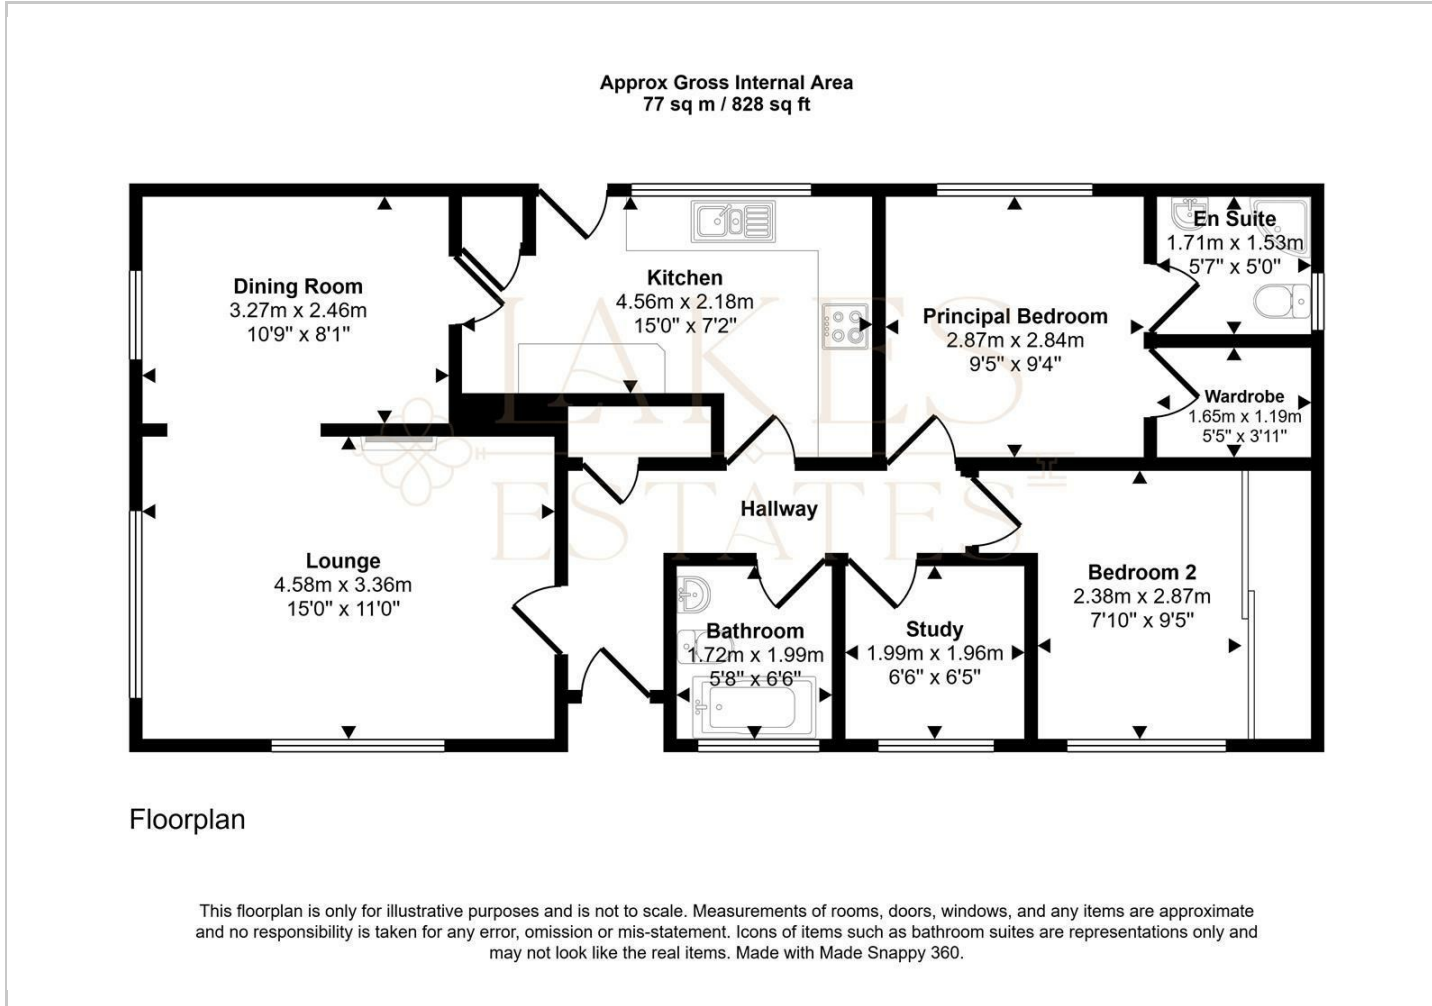 Approx Gross Internal Area
77 sq m / 828 sq ft
Dining Room
3.27m x 2.46m
10'9" x 8'1"
Kitchen
4.56m x 2.18m
15'0" x 7'2"
Principal Bedroom
2.87m x 2.84m
9'5" x 9'4"
En Suite
1.71m x 1.53m
5'7" x 5'0"
Wardrobe
1.65m x 1.19m
5'5" x 3'11"
LAKES
ESTATES
Hallway
Lounge
4.58m x 3.36m
15'0" x 11'0"
Bathroom
1.72m x 1.99m
5'8" x 6'6"
Study
1.99m x 1.96m
6'6" x 6'5"
Bedroom 2
2.38m x 2.87m
7'10" x 9'5"
Floorplan
This floorplan is only for illustrative purposes and is not to scale. Measurements of rooms, doors, windows, and any items are approximate
and no responsibility is taken for any error, omission or mis-statement. Icons of items such as bathroom suites are representations only and
may not look like the real items. Made with Made Snappy 360.